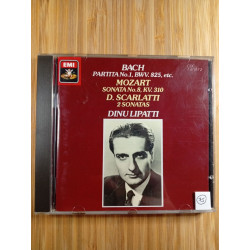 EMI
BACH
PARTITA No.1, BWV. 825, etc.
MOZART
SONATA No.8, KV. 310
D. SCARLATTI
2 SONATAS
DINU LIPATTI